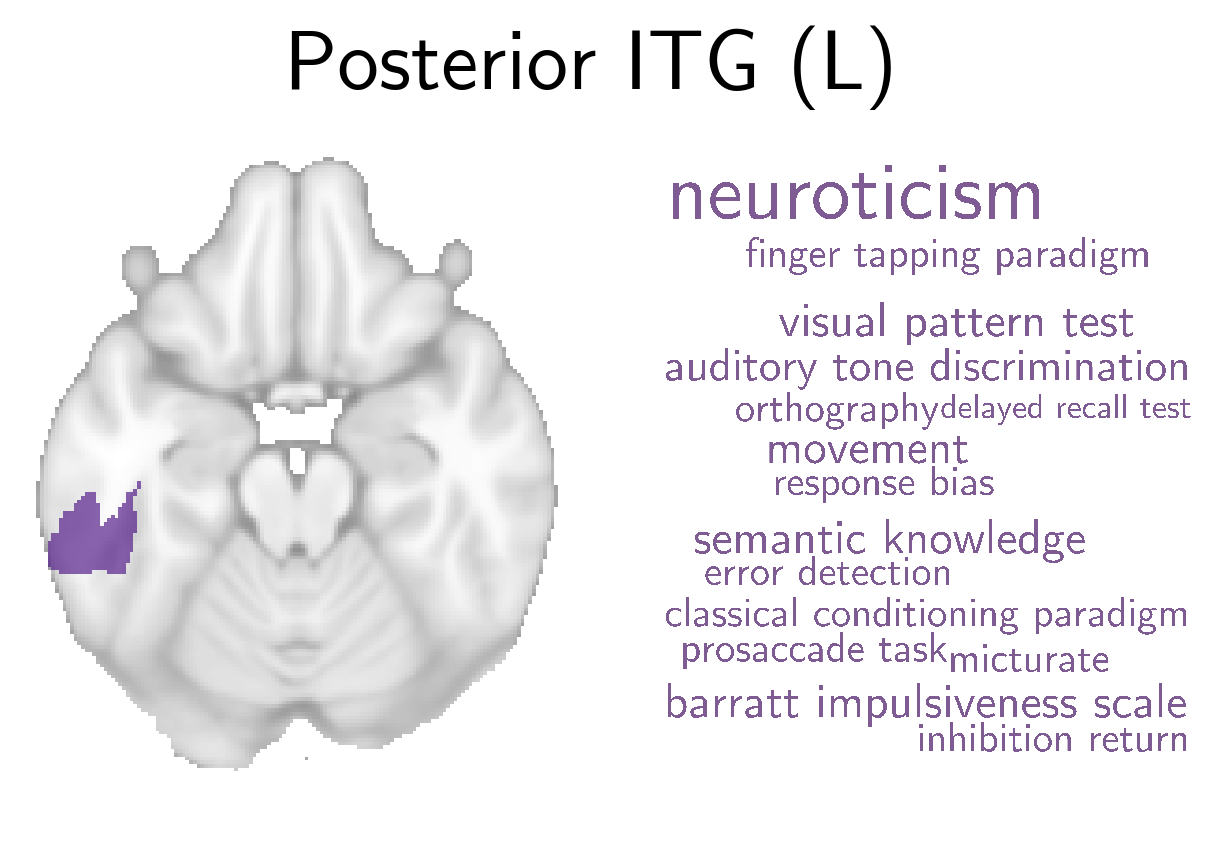 Posterior ITG (L)
neuroticism
finger tapping paradigm
visual pattern test
auditory tone discrimination
orthography delayed recall test
movement
response bias
semantic knowledge
error detection
classical conditioning paradigm
prosaccade task micturate
barratt impulsiveness scale
inhibition return